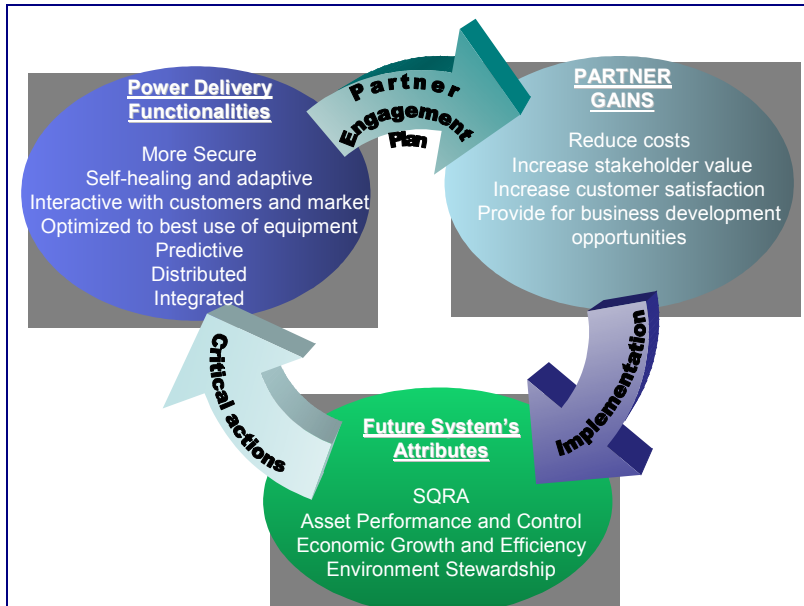 Power Delivery
Functionalities
More Secure
Self-healing and adaptive
Interactive with customers and market
Optimized to best use of equipment
Predictive
Distributed
Integrated
Partner
Engagement
Plan
PARTNER
GAINS
Reduce costs
Increase stakeholder value
Increase customer satisfaction
Provide for business development
opportunities
Implementation
Future System's
Attributes
SQRA
Asset Performance and Control
Economic Growth and Efficiency
Environment Stewardship
Critical actions